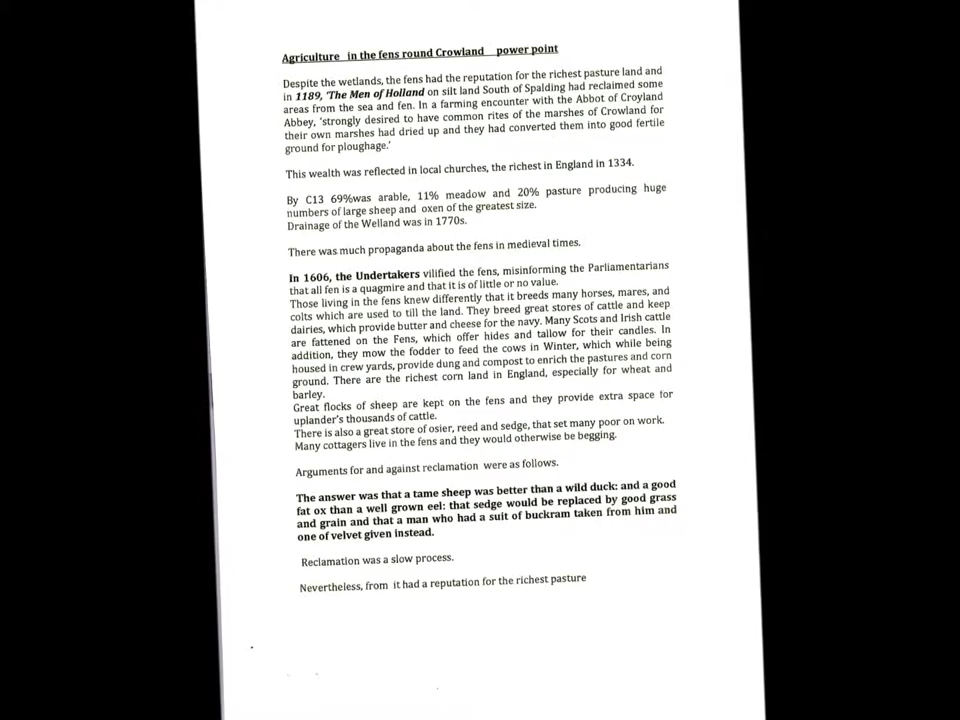 Agriculture in the fens round Crowland power point
Despite the wetlands, the fens had the reputation for the richest pasture land and
in 1189, 'The Men of Holland on silt land South of Spalding had reclaimed some
areas from the sea and fen. In a farming encounter with the Abbot of Croyland
Abbey, 'strongly desired to have common rites of the marshes of Crowland for
their own marshes had dried up and they had converted them into good fertile
ground for ploughage.'
This wealth was reflected in local churches, the richest in England in 1334.
By C13 69%was arable, 11% meadow and 20% pasture producing huge
numbers of large sheep and oxen of the greatest size.
Drainage of the Welland was in 1770s.
There was much propaganda about the fens in medieval times.
In 1606, the Undertakers vilified the fens, misinforming the Parliamentarians
that all fen is a quagmire and that it is of little or no value.
Those living in the fens knew differently that it breeds many horses, mares, and
colts which are used to till the land. They breed great stores of cattle and keep
dairies, which provide butter and cheese for the navy. Many Scots and Irish cattle
are fattened on the Fens, which offer hides and tallow for their candles. In
addition, they mow the fodder to feed the cows in Winter, which while being
housed in crew yards, provide dung and compost to enrich the pastures and corn
ground. There are the richest corn land in England, especially for wheat and
barley.
Great flocks of sheep are kept on the fens and they provide extra space for
uplander's thousands of cattle.
There is also a great store of osier, reed and sedge, that set many poor on work.
Many cottagers live in the fens and they would otherwise be begging.
Arguments for and against reclamation were as follows.
The answer was that a tame sheep was better than a wild duck: and a good
fat ox than a well grown eel: that sedge would be replaced by good grass
and grain and that a man who had a suit of buckram taken from him and
one of velvet given instead.
Reclamation was a slow process.
Nevertheless, from it had a reputation for the richest pasture